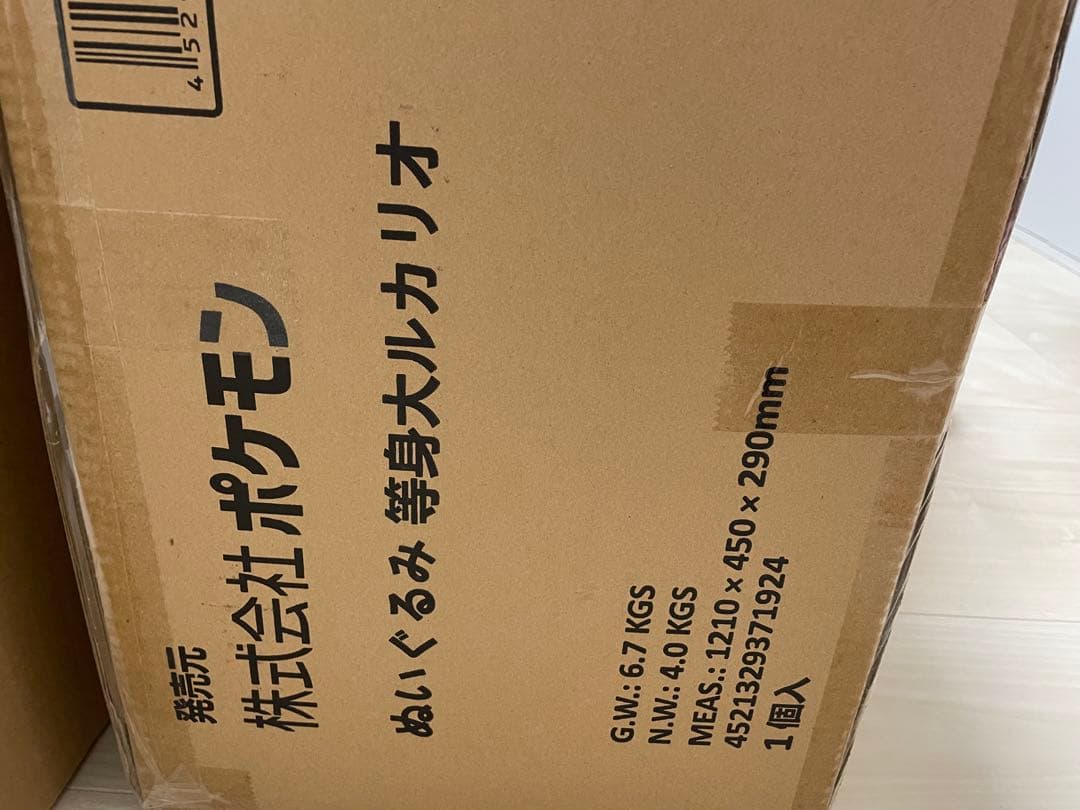 発売元
株式会社ポケモン
ぬいぐるみ 等身大ルカリオ
G.W.: 6.7 KGS
N.W.: 4.0 KGS
MEAS.: 1210 × 450 × 290mm
4521329371924
1個入
452